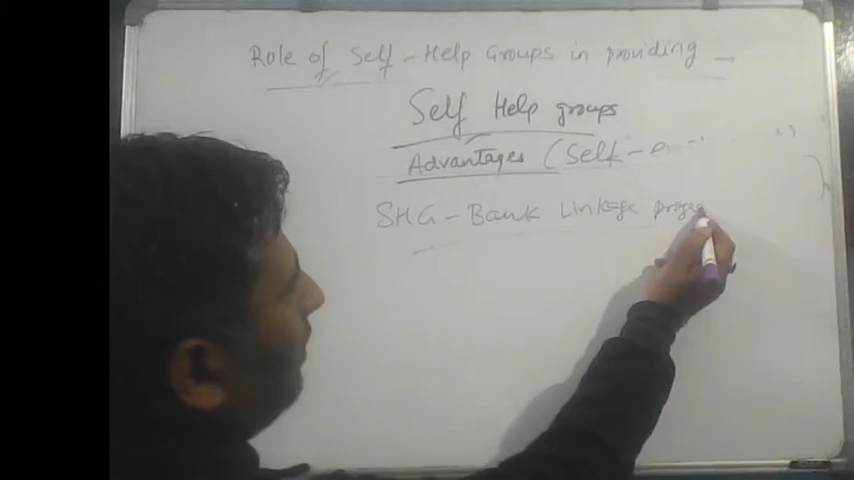 Role of Self-Help Groups in providing
Self Help groups
Advantages (Self-
SHG-Bank Linkage